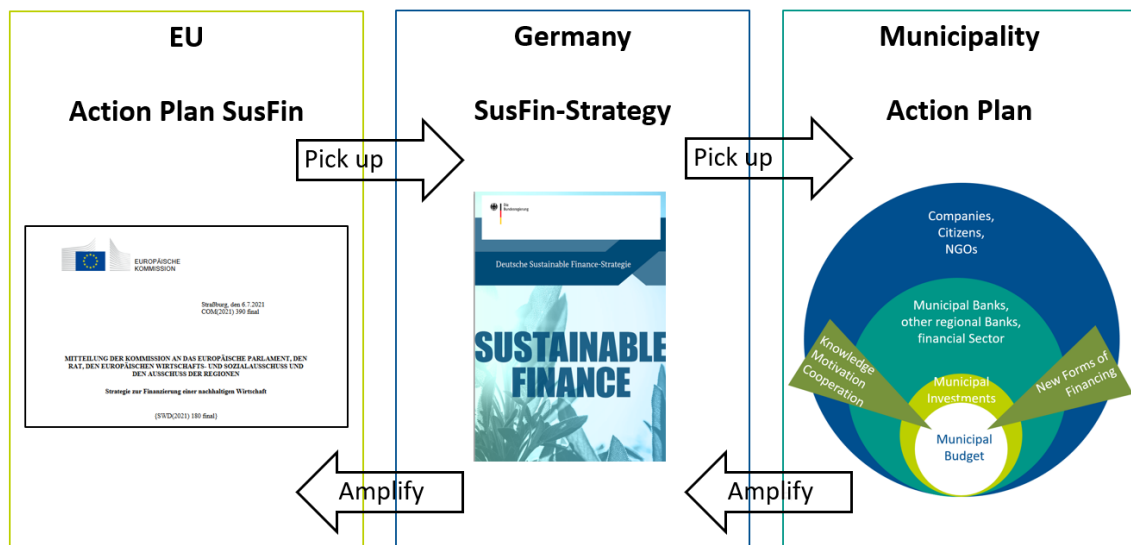 EU
Action Plan SusFin
Pick up
EUROPÄISCHE
KOMMISSION
Straßburg, den 6.7.2021
COM(2021) 390 final
MITTEILUNG DER KOMMISSION AN DAS EUROPÄISCHE PARLAMENT, DEN
RAT, DEN EUROPÄISCHEN WIRTSCHAFTS- UND SOZIALAUSSCHUSS UND
DEN AUSSCHUSS DER REGIONEN
Strategie zur Finanzierung einer nachhaltigen Wirtschaft
{SWD(2021) 180 final}
Amplify
Germany
SusFin-Strategy
Pick up
Die
Bundesregierung
Deutsche Sustainable Finance-Strategie
SUSTAINABLE
FINANCE
Amplify
Municipality
Action Plan
Companies,
Citizens,
NGOs
Municipal Banks,
other regional Banks,
financial Sector
Knowledge
Motivation
Cooperation
Municipal
Investments
New Forms of
Financing
Municipal
Budget